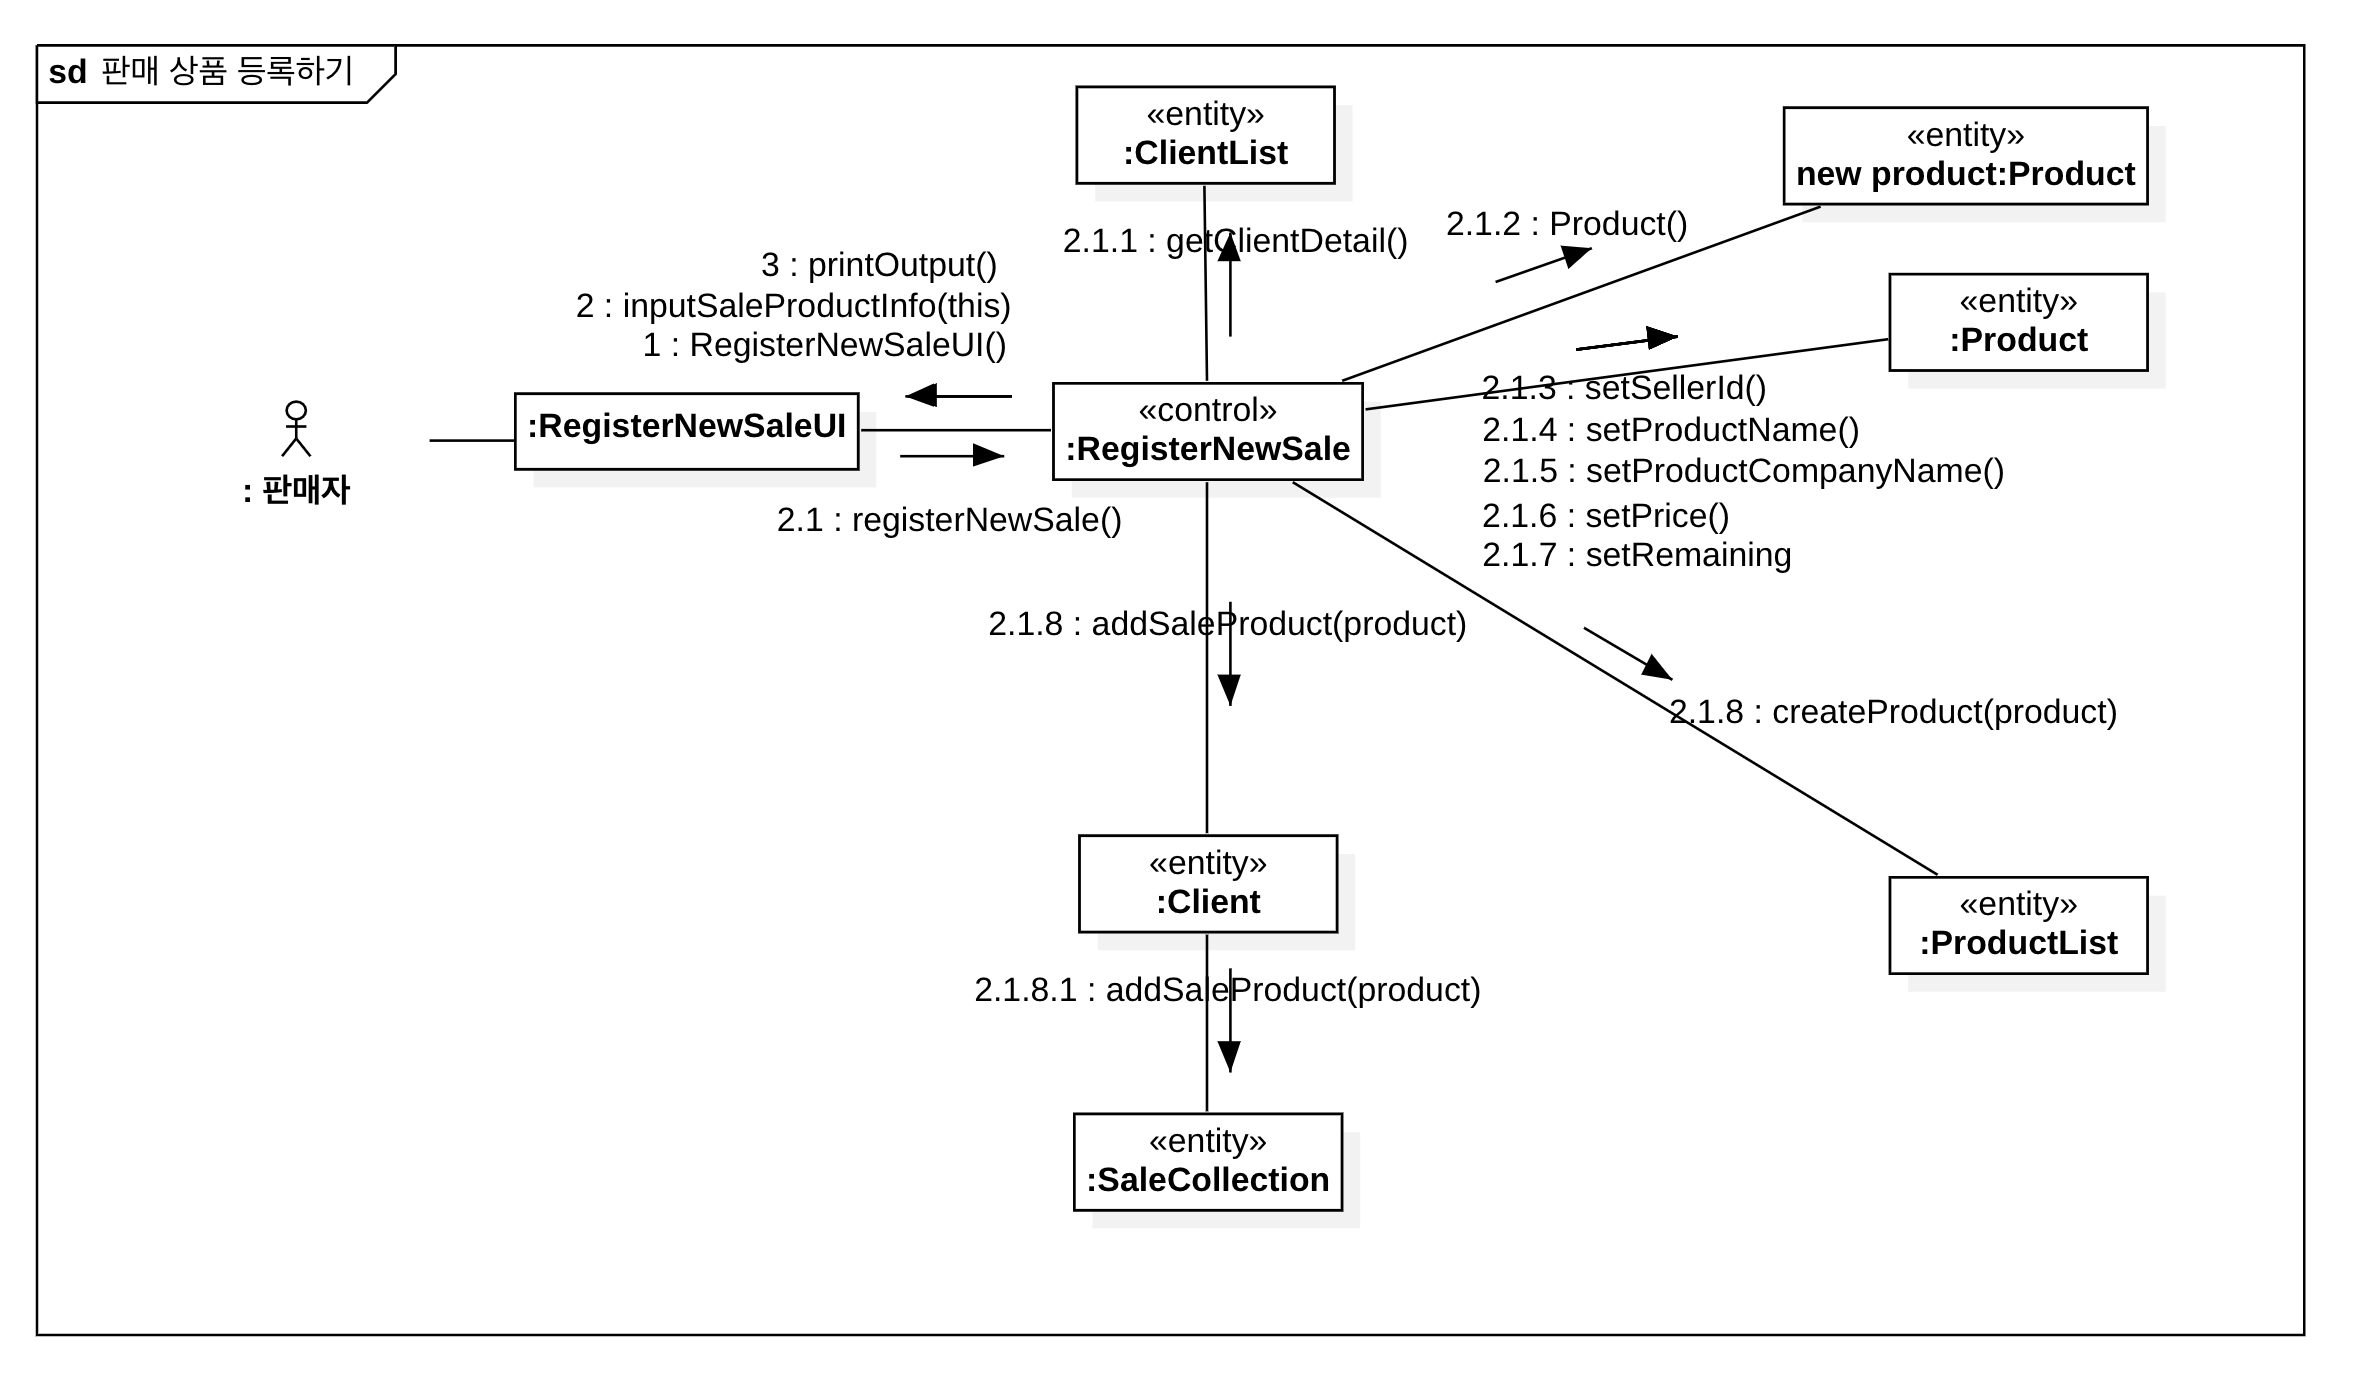 sd 판매 상품 등록하기
«entity»
:ClientList
«entity»
new product:Product
2.1.2 : Product()
2.1.1 : getClientDetail()
3 : printOutput()
2 : inputSaleProductInfo(this)
1 : RegisterNewSaleUI()
«entity»
:Product
: 판매자
:RegisterNewSaleUI
«control»
:RegisterNewSale
2.1 : registerNewSale()
2.1.3 : setSellerId()
2.1.4 : setProductName()
2.1.5 : setProductCompanyName()
2.1.6 : setPrice()
2.1.7 : setRemaining
2.1.8 : addSaleProduct(product)
2.1.8 : createProduct(product)
«entity»
:Client
«entity»
:ProductList
2.1.8.1 : addSaleProduct(product)
«entity»
:SaleCollection